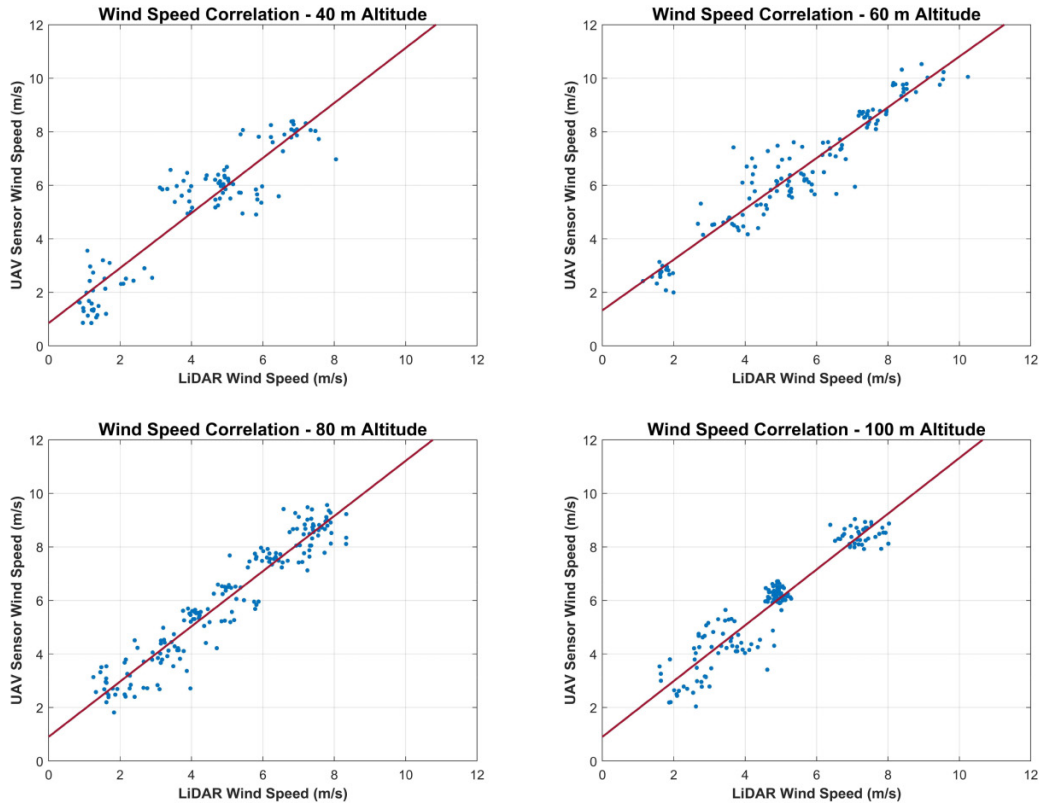 Wind Speed Correlation - 40 m Altitude
12
10
8
6
4
2
0
UAV Sensor Wind Speed (m/s)
0 2 4 6 8 10 12
LiDAR Wind Speed (m/s)
Wind Speed Correlation - 60 m Altitude
12
10
8
6
4
2
0
UAV Sensor Wind Speed (m/s)
0 2 4 6 8 10 12
LiDAR Wind Speed (m/s)
Wind Speed Correlation - 80 m Altitude
12
10
8
6
4
2
0
UAV Sensor Wind Speed (m/s)
0 2 4 6 8 10 12
LiDAR Wind Speed (m/s)
Wind Speed Correlation - 100 m Altitude
12
10
8
6
4
2
0
UAV Sensor Wind Speed (m/s)
0 2 4 6 8 10 12
LiDAR Wind Speed (m/s)